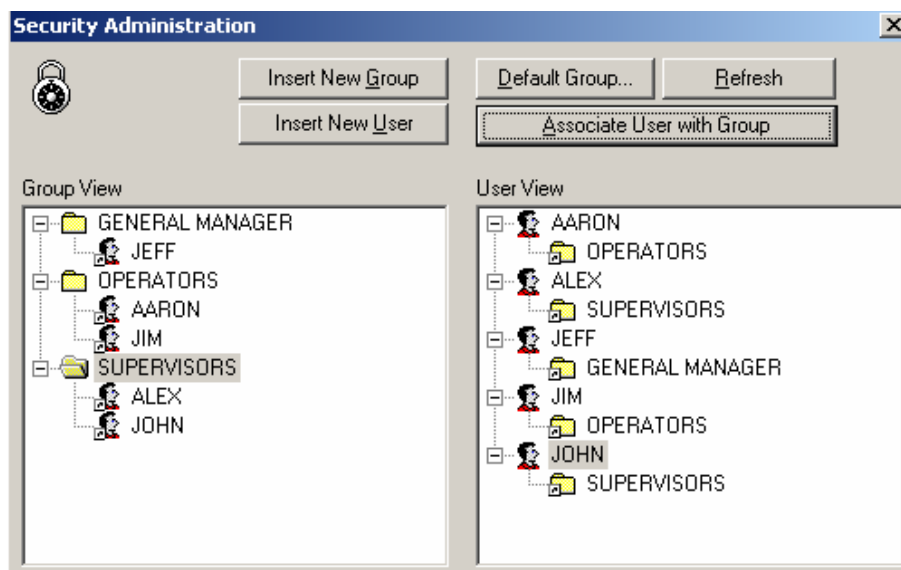 Security Administration
Insert New Group
Default Group...
Refresh
Insert New User
Associate User with Group
Group View
GENERAL MANAGER
JEFF
OPERATORS
AARON
JIM
SUPERVISORS
ALEX
JOHN
User View
AARON
OPERATORS
ALEX
SUPERVISORS
JEFF
GENERAL MANAGER
JIM
OPERATORS
JOHN
SUPERVISORS